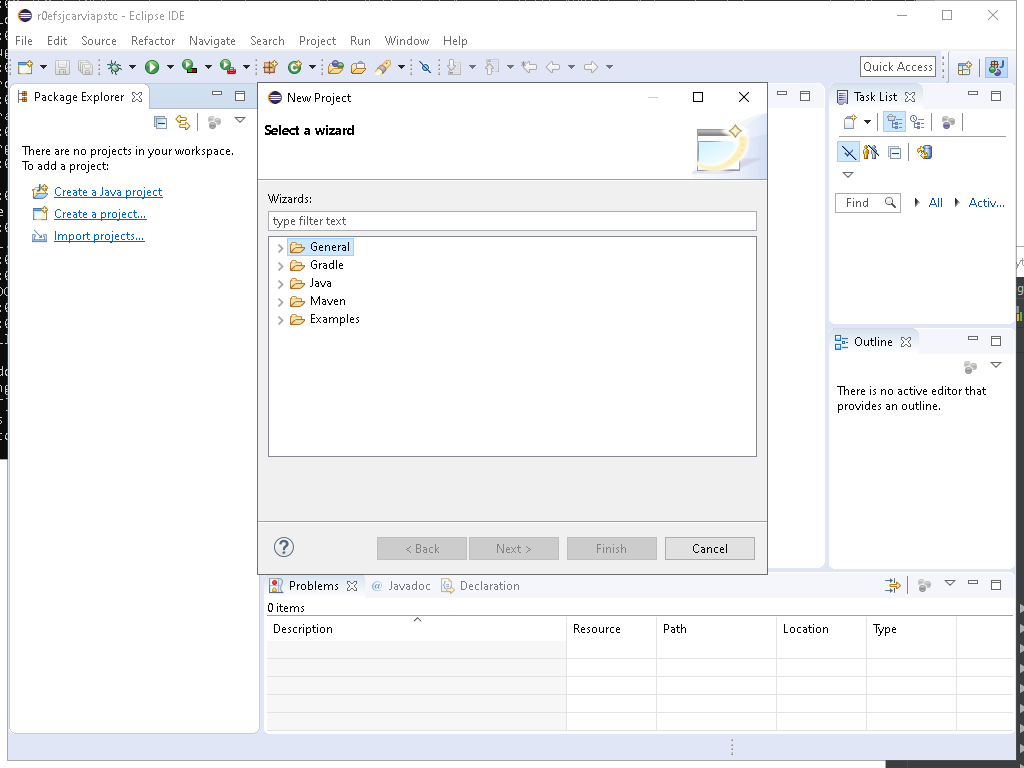 r0efsjcarviapstc - Eclipse IDE
File Edit Source Refactor Navigate Search Project Run Window Help
Quick Access
Package Explorer
There are no projects in your workspace.
To add a project:
Create a Java project
Create a project...
Import projects...
New Project
Select a wizard
Wizards:
type filter text
General
Gradle
Java
Maven
Examples
< Back Next > Finish Cancel
Task List
Find All Activ...
Outline
There is no active editor that
provides an outline.
Problems @ Javadoc Declaration
0 items
Description Resource Path Location Type